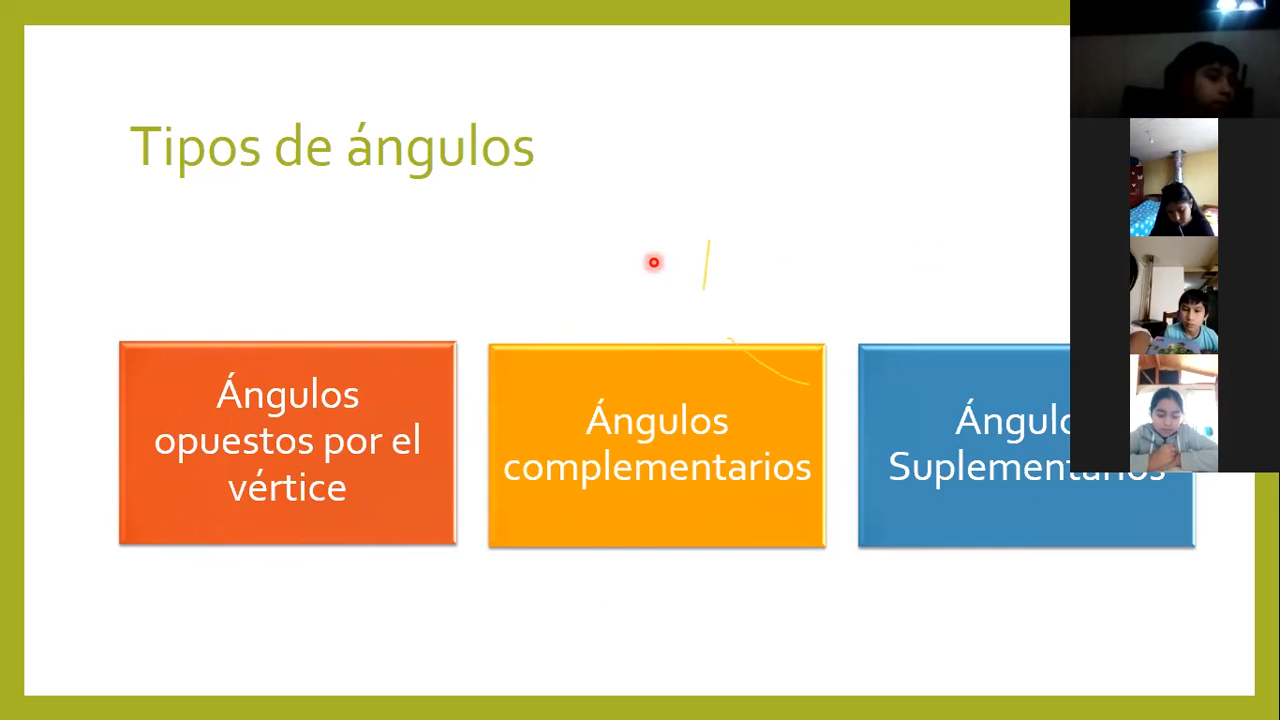 Tipos de ángulos
Ángulos
opuestos por el
vértice
Ángulos
complementarios
Suplementarios